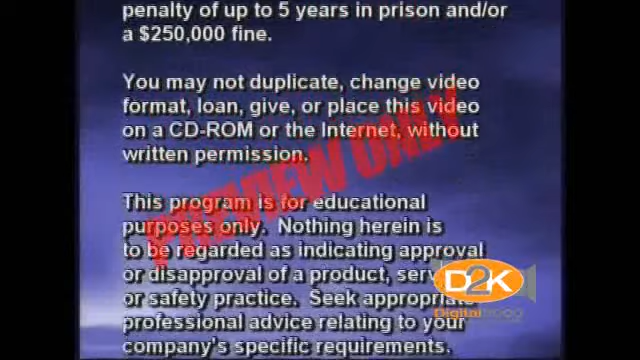 penalty of up to 5 years in prison and/or
a $250,000 fine.
You may not duplicate, change video
format, loan, give, or place this video
on a CD-ROM or the Internet, without
written permission.
This program is for educational
purposes only. Nothing herein is
to be regarded as indicating approval
or disapproval of a product,
or safety practice. Seek appropriate
professional advice relating to your
company's specific requirements.
PREVIEW ONLY
D2K
Digital2000